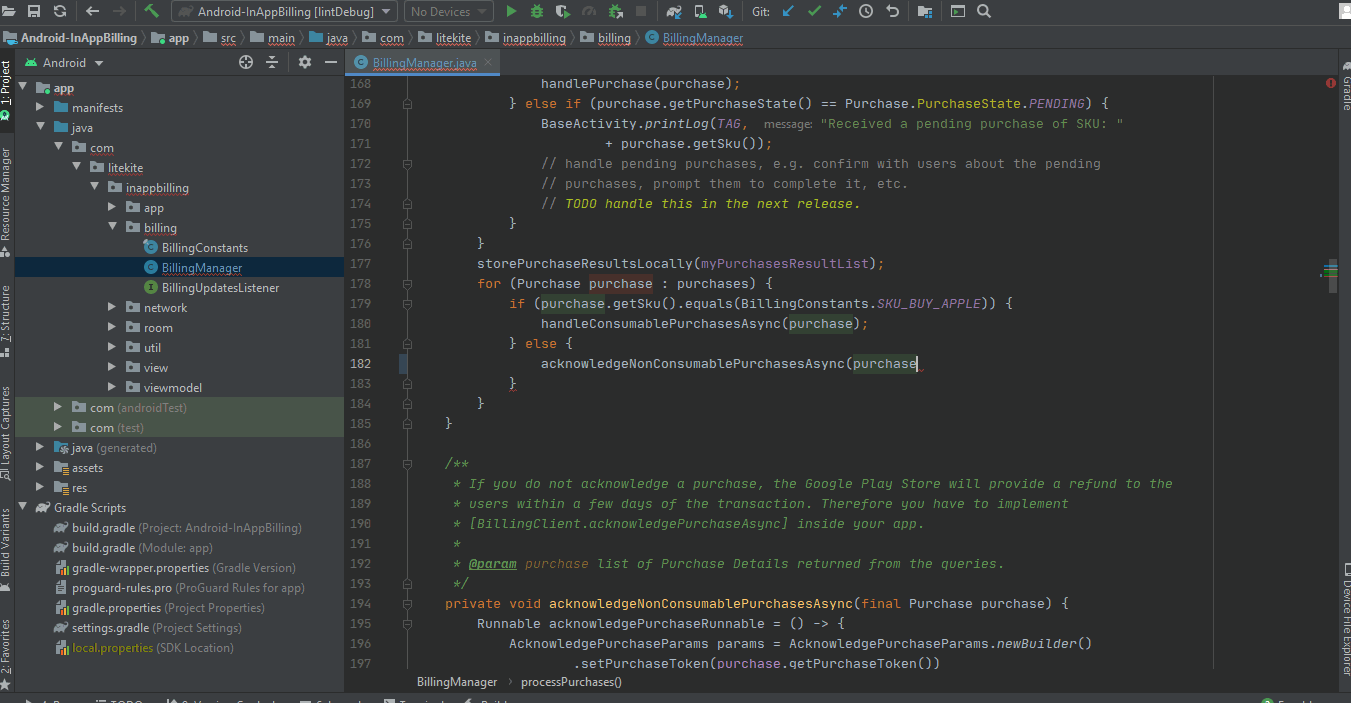 Android-InAppBilling [lintDebug] No Devices Git:
Android-InAppBilling app src main java com litekite inappbilling billing BillingManager
Android BillingManager.java
1: Project
Resource Manager
7: Structure
Layout Captures
Build Variants
2: Favorites
app
manifests
java
com
litekite
inappbilling
app
billing
BillingConstants
BillingManager
BillingUpdatesListener
network
room
util
view
viewmodel
com (androidTest)
com (test)
java (generated)
assets
res
Gradle Scripts
build.gradle (Project: Android-InAppBilling)
build.gradle (Module: app)
gradle-wrapper.properties (Gradle Version)
proguard-rules.pro (ProGuard Rules for app)
gradle.properties (Project Properties)
settings.gradle (Project Settings)
local.properties (SDK Location)
168 handlePurchase(purchase);
169 } else if (purchase.getPurchaseState() == Purchase.PurchaseState.PENDING) {
170 BaseActivity.printLog(TAG, message: "Received a pending purchase of SKU: "
171 + purchase.getSku());
172 // handle pending purchases, e.g. confirm with users about the pending
173 // purchases, prompt them to complete it, etc.
174 // TODO handle this in the next release.
175 }
176 }
177 storePurchaseResultsLocally(myPurchasesResultList);
178 for (Purchase purchase : purchases) {
179 if (purchase.getSku().equals(BillingConstants.SKU_BUY_APPLE)) {
180 handleConsumablePurchasesAsync(purchase);
181 } else {
182 acknowledgeNonConsumablePurchasesAsync(purchase
183 }
184 }
185 }
186
187 /**
188 * If you do not acknowledge a purchase, the Google Play Store will provide a refund to the
189 * users within a few days of the transaction. Therefore you have to implement
190 * [BillingClient.acknowledgePurchaseAsync] inside your app.
191 *
192 * @param purchase list of Purchase Details returned from the queries.
193 */
194 private void acknowledgeNonConsumablePurchasesAsync(final Purchase purchase) {
195 Runnable acknowledgePurchaseRunnable = () -> {
196 AcknowledgePurchaseParams params = AcknowledgePurchaseParams.newBuilder()
197 .setPurchaseToken(purchase.getPurchaseToken())
BillingManager processPurchases()
Gradle
Device File Explorer